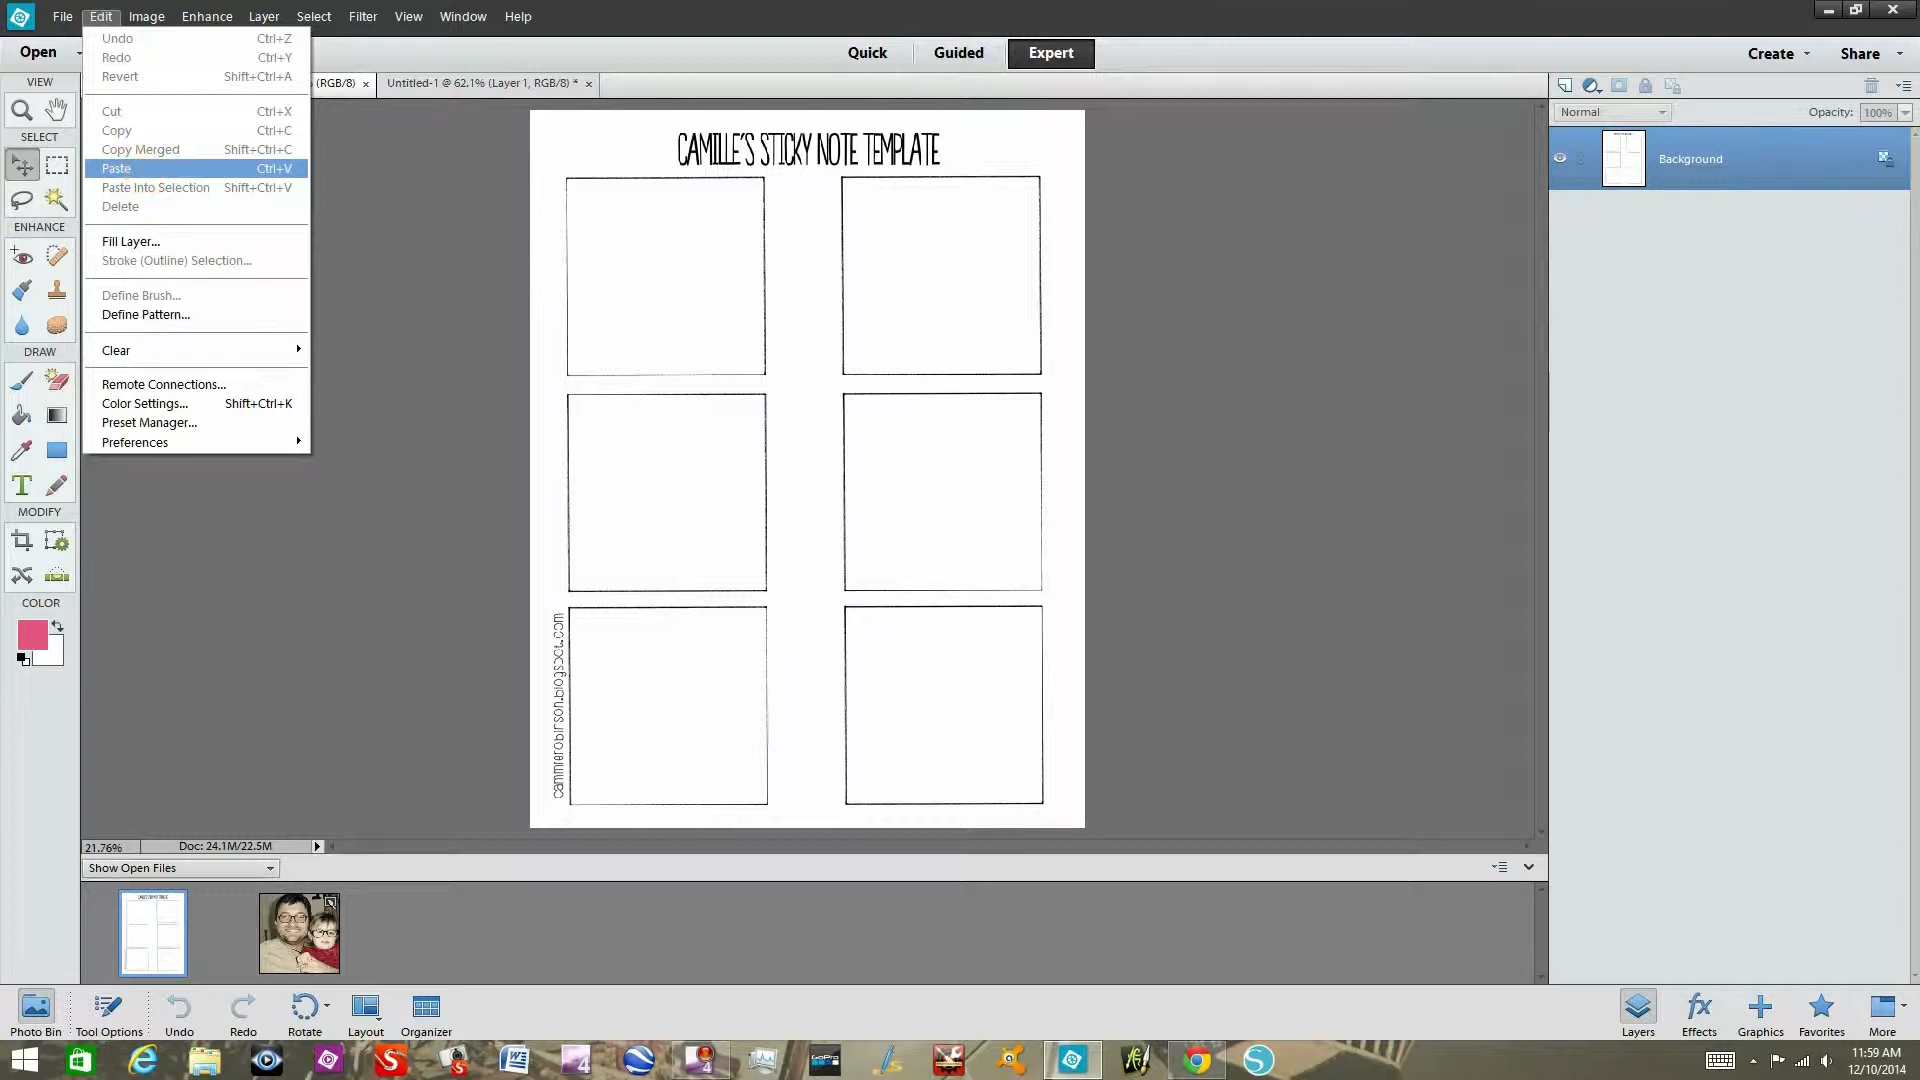 File Edit Image Enhance Layer Select Filter View Window Help
Open Quick Guided Expert Create Share
(RGB/8) × Untitled-1 @ 62.1% (Layer 1, RGB/8) * ×
Undo Ctrl+Z
Redo Ctrl+Y
Revert Shift+Ctrl+A
Cut Ctrl+X
Copy Ctrl+C
Copy Merged Shift+Ctrl+C
Paste Ctrl+V
Paste Into Selection Shift+Ctrl+V
Delete
Fill Layer...
Stroke (Outline) Selection...
Define Brush...
Define Pattern...
Clear
Remote Connections...
Color Settings... Shift+Ctrl+K
Preset Manager...
Preferences
VIEW
SELECT
ENHANCE
DRAW
MODIFY
COLOR
CAMILLE'S STICKY NOTE TEMPLATE
Normal Opacity: 100%
Background
21.76% Doc: 24.1M/22.5M
Show Open Files
Photo Bin Tool Options Undo Redo Rotate Layout Organizer
Layers Effects Graphics Favorites More
11:59 AM
12/10/2014